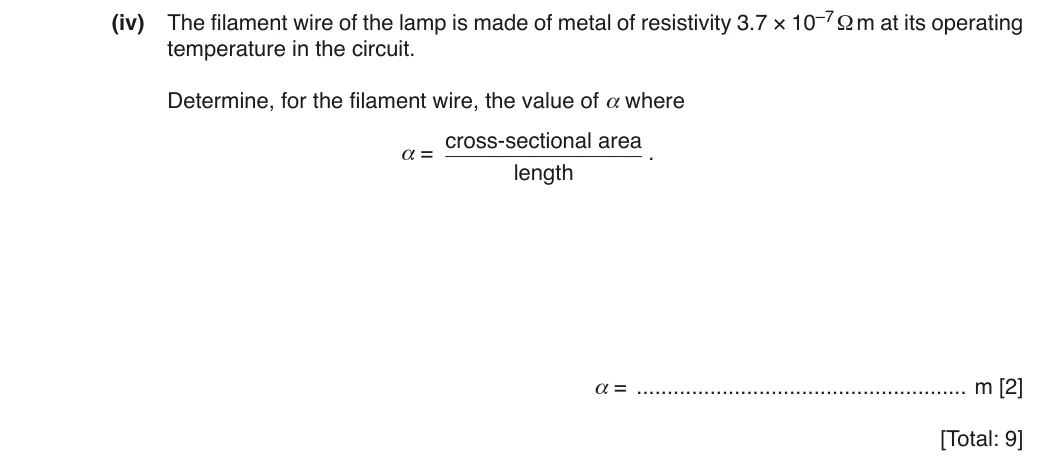 (iv) The filament wire of the lamp is made of metal of resistivity 3.7 × 10⁻⁷ Ω m at its operating
temperature in the circuit.
Determine, for the filament wire, the value of α where
α = cross-sectional area / length .
α = ...................................................... m [2]
[Total: 9]